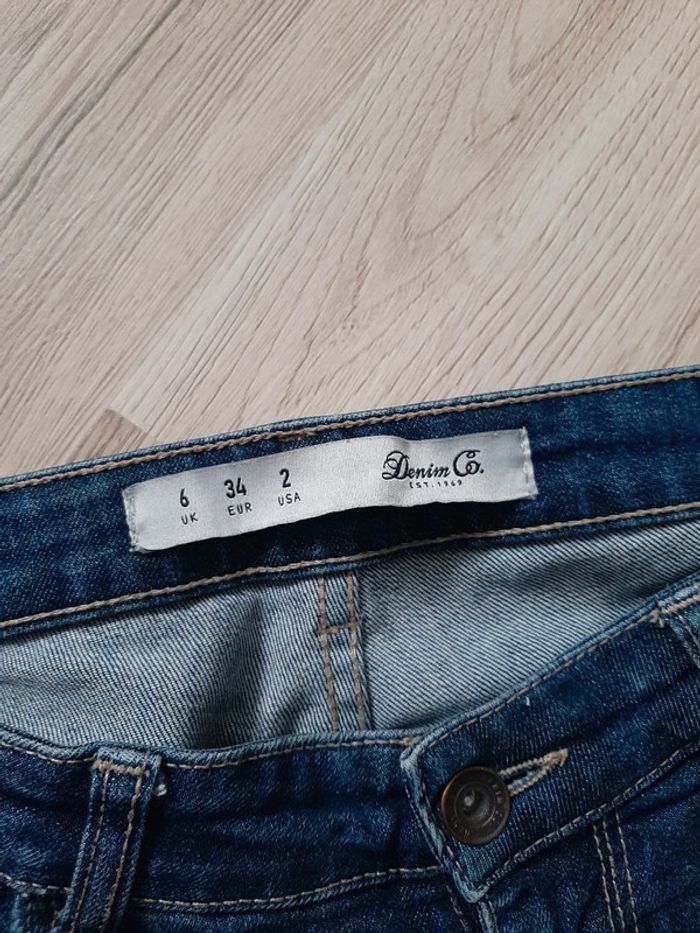 6 34 2 Denim Co.
UK EUR USA EST. 1969